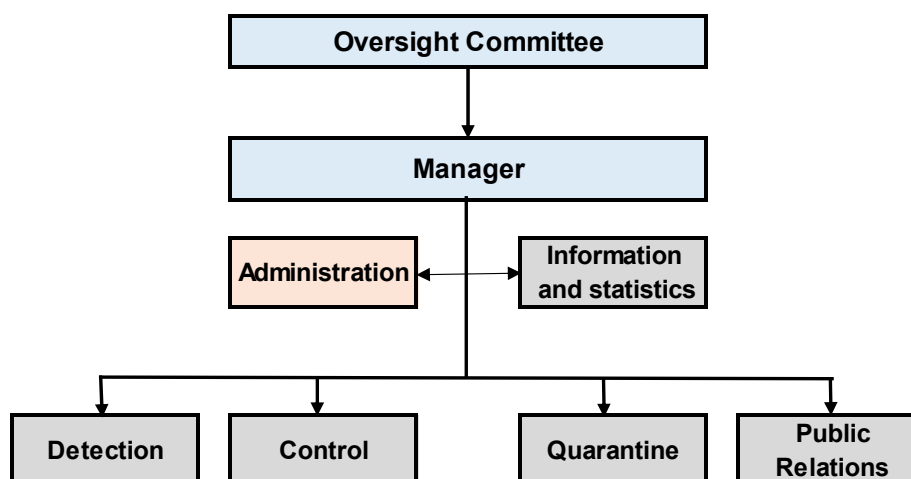 Oversight Committee
Manager
Administration
Information
and statistics
Detection
Control
Quarantine
Public
Relations